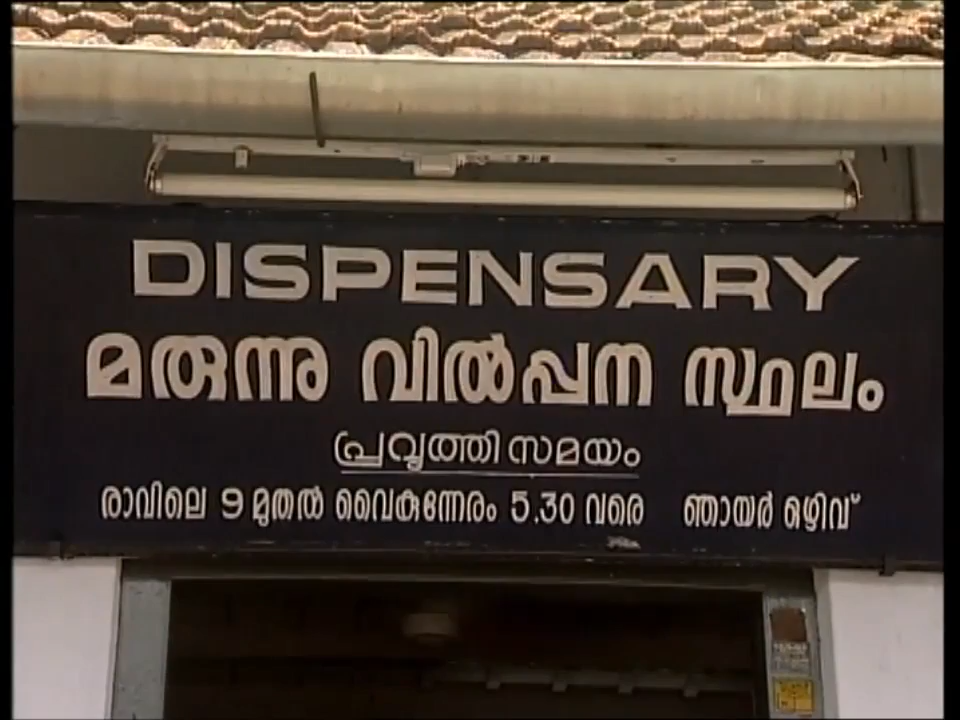 DISPENSARY
മരുന്നു വിൽപ്പന സ്ഥലം
പ്രവൃത്തി സമയം
രാവിലെ 9 മുതൽ വൈകുന്നേരം 5.30 വരെ ഞായർ ഒഴിവ്